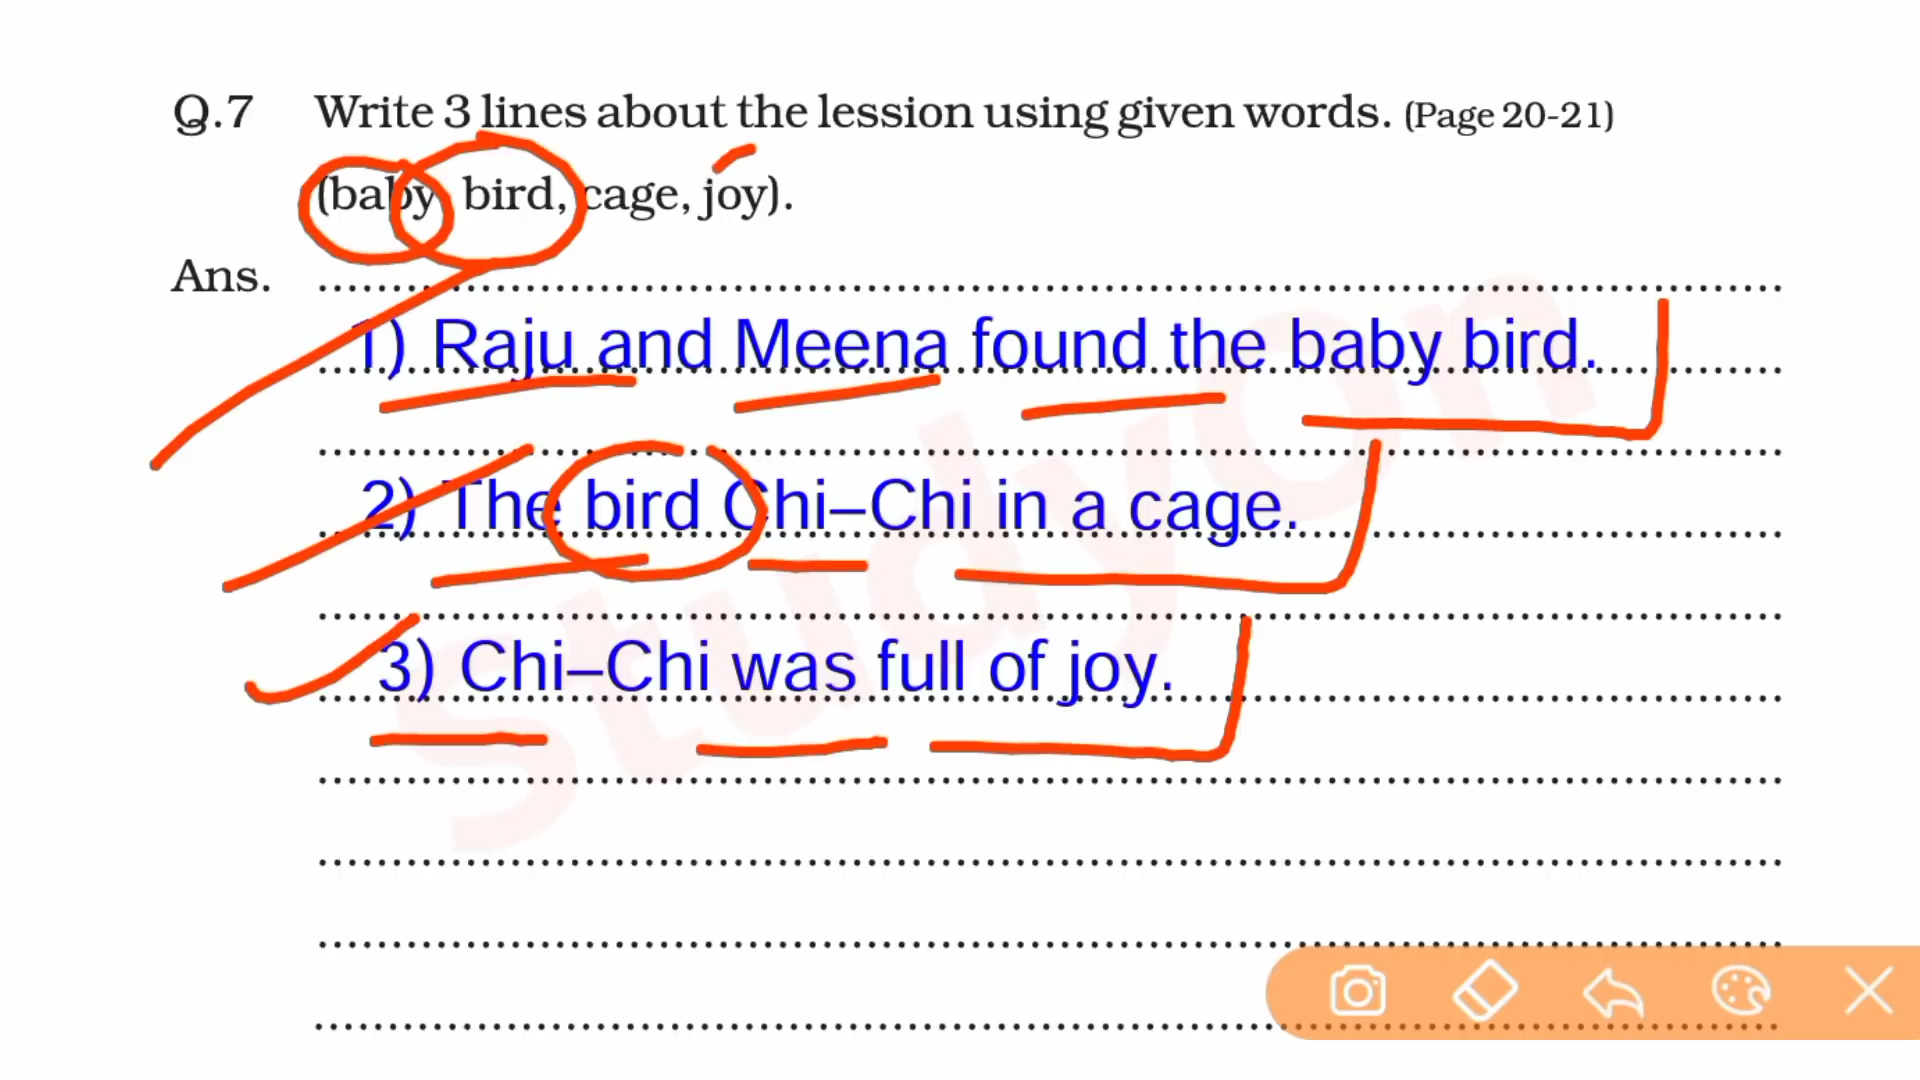 Q.7 Write 3 lines about the lession using given words. (Page 20-21)
(baby, bird, cage, joy).
Ans.
1) Raju and Meena found the baby bird.
2) The bird Chi–Chi in a cage.
3) Chi–Chi was full of joy.
studyon